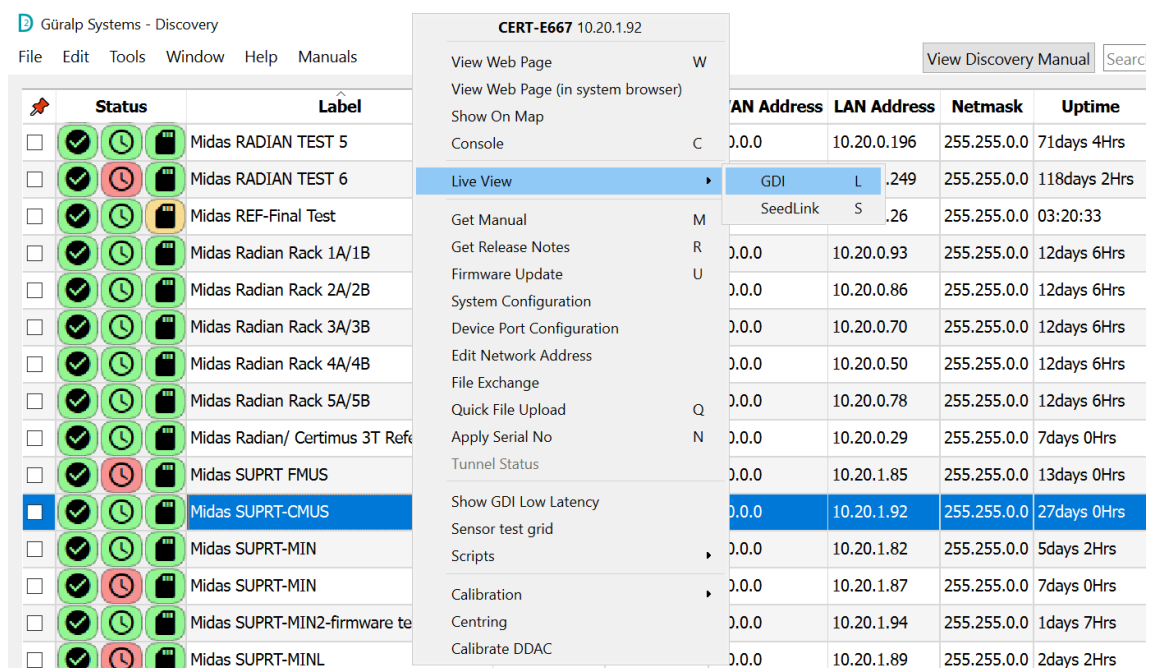 Güralp Systems - Discovery
File Edit Tools Window Help Manuals
View Discovery Manual
Status Label AN Address LAN Address Netmask Uptime
Midas RADIAN TEST 5 0.0.0 10.20.0.196 255.255.0.0 71days 4Hrs
Midas RADIAN TEST 6 .249 255.255.0.0 118days 2Hrs
Midas REF-Final Test .26 255.255.0.0 03:20:33
Midas Radian Rack 1A/1B 0.0.0 10.20.0.93 255.255.0.0 12days 6Hrs
Midas Radian Rack 2A/2B 0.0.0 10.20.0.86 255.255.0.0 12days 6Hrs
Midas Radian Rack 3A/3B 0.0.0 10.20.0.70 255.255.0.0 12days 6Hrs
Midas Radian Rack 4A/4B 0.0.0 10.20.0.50 255.255.0.0 12days 6Hrs
Midas Radian Rack 5A/5B 0.0.0 10.20.0.78 255.255.0.0 12days 6Hrs
Midas Radian/ Certimus 3T Refe 0.0.0 10.20.0.29 255.255.0.0 7days 0Hrs
Midas SUPRT FMUS 0.0.0 10.20.1.85 255.255.0.0 13days 0Hrs
Midas SUPRT-CMUS 0.0.0 10.20.1.92 255.255.0.0 27days 0Hrs
Midas SUPRT-MIN 0.0.0 10.20.1.82 255.255.0.0 5days 2Hrs
Midas SUPRT-MIN 0.0.0 10.20.1.87 255.255.0.0 7days 0Hrs
Midas SUPRT-MIN2-firmware te 0.0.0 10.20.1.94 255.255.0.0 1days 7Hrs
Midas SUPRT-MINL 0.0.0 10.20.1.89 255.255.0.0 2days 2Hrs
CERT-E667 10.20.1.92
View Web Page W
View Web Page (in system browser)
Show On Map
Console C
Live View
Get Manual M
Get Release Notes R
Firmware Update U
System Configuration
Device Port Configuration
Edit Network Address
File Exchange
Quick File Upload Q
Apply Serial No N
Tunnel Status
Show GDI Low Latency
Sensor test grid
Scripts
Calibration
Centring
Calibrate DDAC
GDI L
SeedLink S